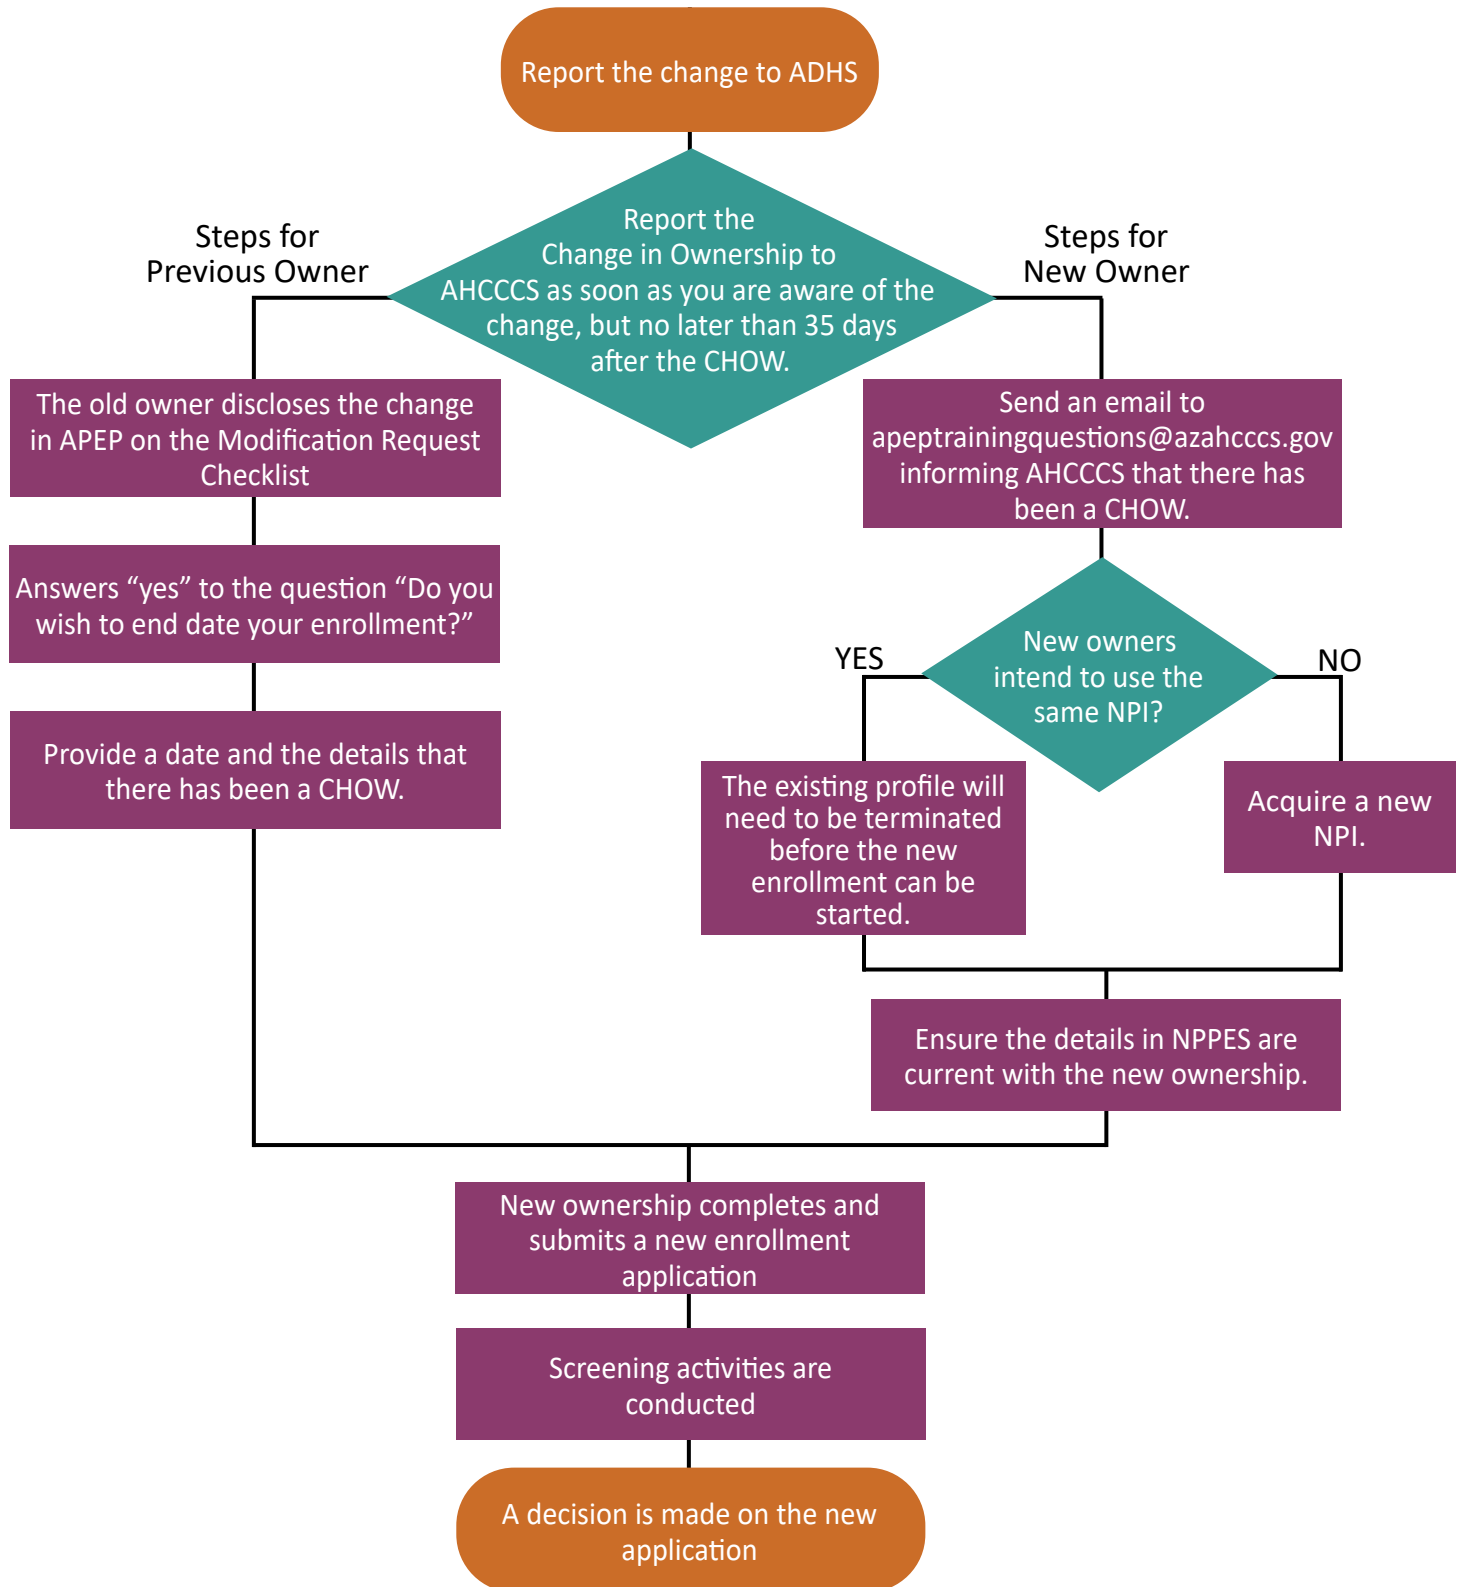 Report the change to ADHS
Report the
Change in Ownership to
AHCCCS as soon as you are aware of the
change, but no later than 35 days
after the CHOW.
Steps for
Previous Owner
The old owner discloses the change
in APEP on the Modification Request
Checklist
Answers “yes” to the question “Do you
wish to end date your enrollment?”
Provide a date and the details that
there has been a CHOW.
Steps for
New Owner
Send an email to
apeptrainingquestions@azahcccs.gov
informing AHCCCS that there has
been a CHOW.
New owners
intend to use the
same NPI?
YES
The existing profile will
need to be terminated
before the new
enrollment can be
started.
NO
Acquire a new
NPI.
Ensure the details in NPPES are
current with the new ownership.
New ownership completes and
submits a new enrollment
application
Screening activities are
conducted
A decision is made on the new
application